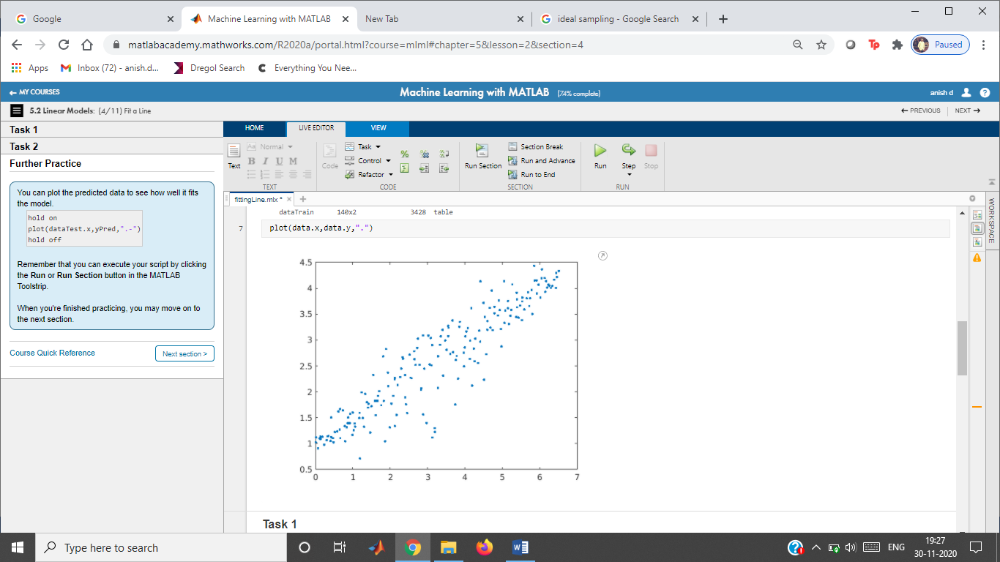 Google
Machine Learning with MATLAB
New Tab
ideal sampling - Google Search
matlabacademy.mathworks.com/R2020a/portal.html?course=mlml#chapter=5&lesson=2&section=4
Tp
Paused
Apps
Inbox (72) - anish.d...
Dregol Search
Everything You Nee...
MY COURSES
Machine Learning with MATLAB [74% complete]
anish d
5.2 Linear Models: (4/11) Fit a Line
PREVIOUS
NEXT
Task 1
Task 2
Further Practice
You can plot the predicted data to see how well it fits
the model.
hold on
plot(dataTest.x,yPred,".-")
hold off
Remember that you can execute your script by clicking
the Run or Run Section button in the MATLAB
Toolstrip.
When you're finished practicing, you may move on to
the next section.
Course Quick Reference
Next section >
HOME
LIVE EDITOR
VIEW
Text
Aa Normal
B I U M
TEXT
Code
Task
Control
Refactor
CODE
Run Section
Section Break
Run and Advance
Run to End
SECTION
Run
Step
Stop
RUN
fittingLine.mlx *
WORKSPACE
dataTrain 140x2 3428 table
7
plot(data.x,data.y,".")
4.5
4
3.5
3
2.5
2
1.5
1
0.5
0 1 2 3 4 5 6 7
Task 1
Type here to search
ENG
19:27
30-11-2020